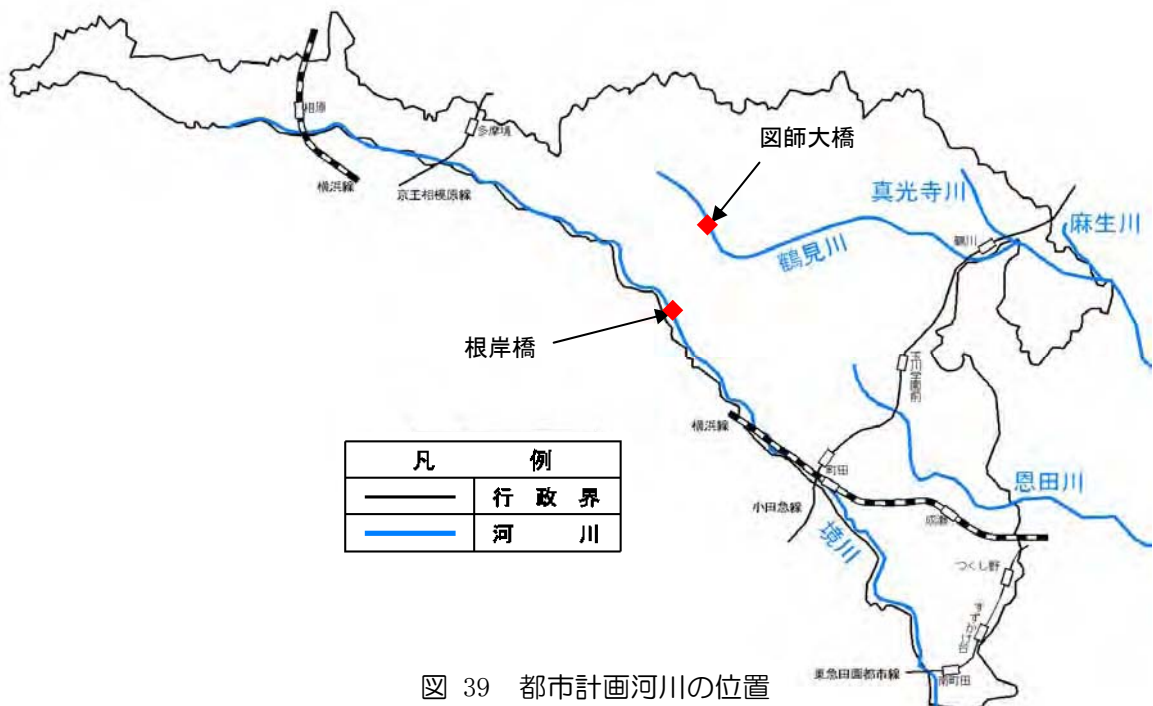 相原
多摩境
横浜線
京王相模原線
図師大橋
真光寺川
麻生川
鶴川
鶴見川
根岸橋
玉川学園前
横浜線
凡 例
行 政 界
河 川
町田
恩田川
小田急線
成瀬
境川
つくし野
すずかけ台
東急田園都市線
南町田
図 39 都市計画河川の位置